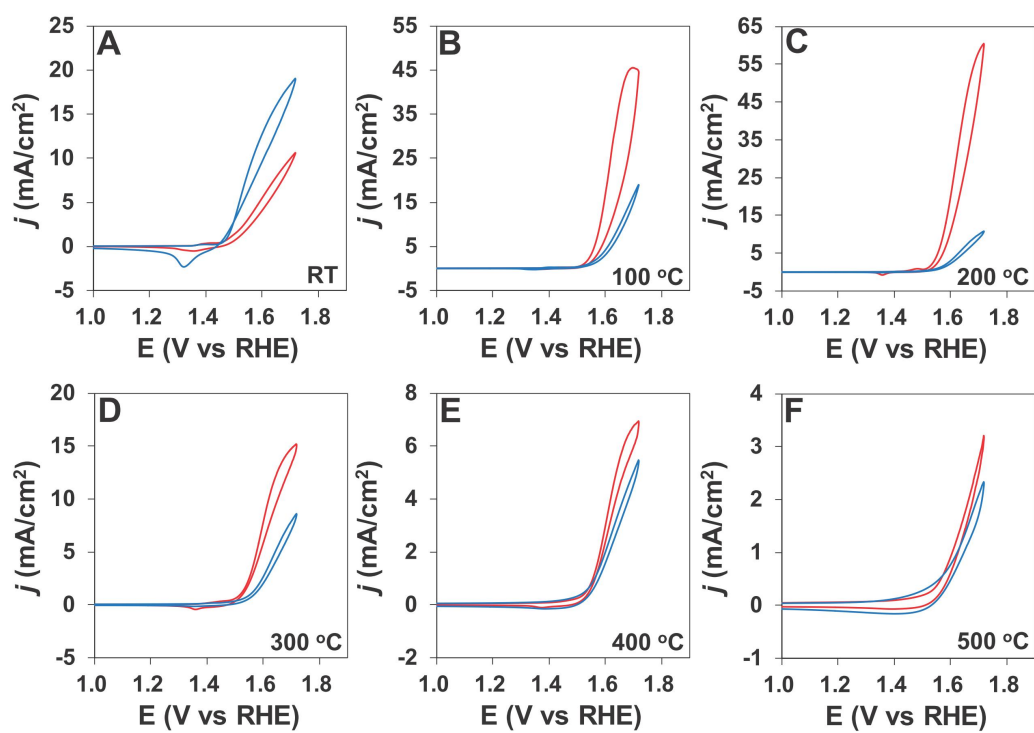 A
25
20
15
10
5
0
-5
j (mA/cm²)
RT
1.0 1.2 1.4 1.6 1.8
E (V vs RHE)
B
55
45
35
25
15
5
-5
j (mA/cm²)
100 °C
1.0 1.2 1.4 1.6 1.8
E (V vs RHE)
C
65
55
45
35
25
15
5
-5
j (mA/cm²)
200 °C
1.0 1.2 1.4 1.6 1.8
E (V vs RHE)
D
20
15
10
5
0
-5
j (mA/cm²)
300 °C
1.0 1.2 1.4 1.6 1.8
E (V vs RHE)
E
8
6
4
2
0
-2
j (mA/cm²)
400 °C
1.0 1.2 1.4 1.6 1.8
E (V vs RHE)
F
4
3
2
1
0
-1
j (mA/cm²)
500 °C
1.0 1.2 1.4 1.6 1.8
E (V vs RHE)